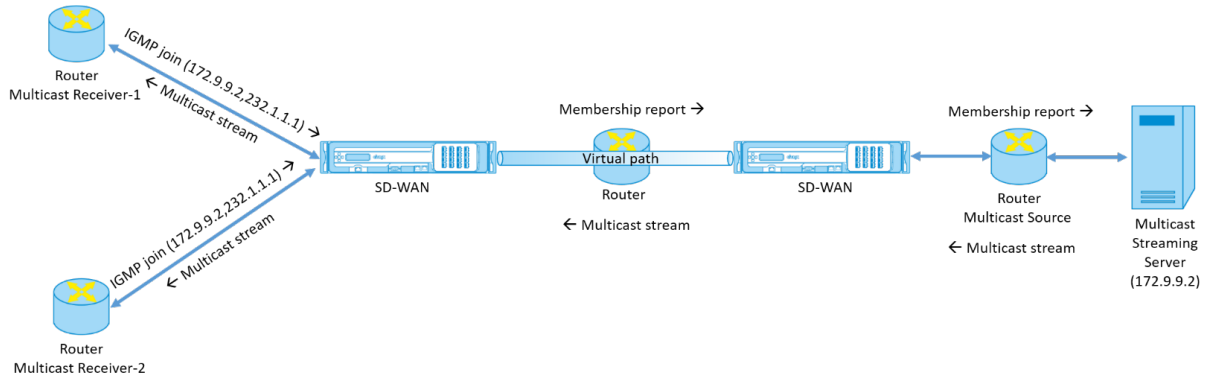 Router
Multicast Receiver-1
IGMP join (172.9.9.2,232.1.1.1) →
← Multicast stream
IGMP join (172.9.9.2,232.1.1.1) →
← Multicast stream
Router
Multicast Receiver-2
SD-WAN
Membership report →
Virtual path
Router
← Multicast stream
SD-WAN
Membership report →
Router
Multicast Source
← Multicast stream
Multicast
Streaming
Server
(172.9.9.2)